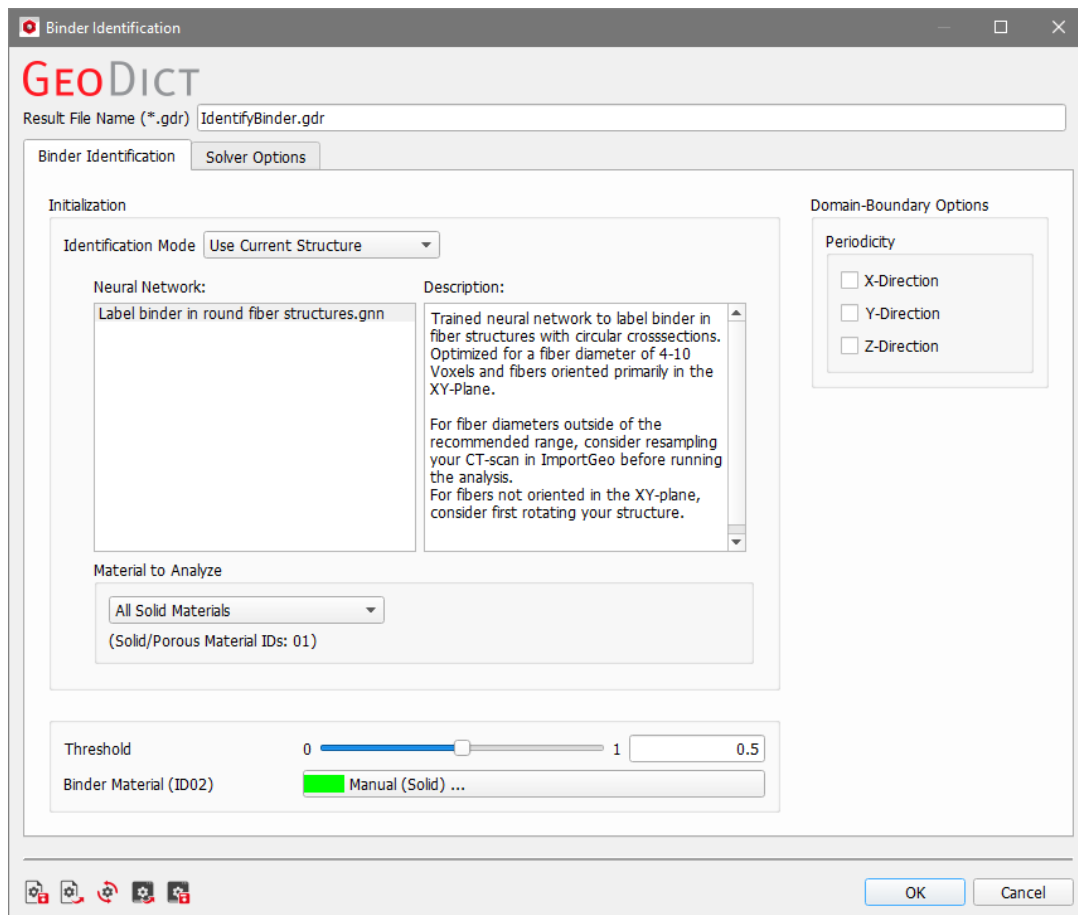 Binder Identification
GEODICT
Result File Name (*.gdr) IdentifyBinder.gdr
Binder Identification Solver Options
Initialization
Identification Mode Use Current Structure
Neural Network:
Label binder in round fiber structures.gnn
Description:
Trained neural network to label binder in
fiber structures with circular crosssections.
Optimized for a fiber diameter of 4-10
Voxels and fibers oriented primarily in the
XY-Plane.
For fiber diameters outside of the
recommended range, consider resampling
your CT-scan in ImportGeo before running
the analysis.
For fibers not oriented in the XY-plane,
consider first rotating your structure.
Material to Analyze
All Solid Materials
(Solid/Porous Material IDs: 01)
Threshold 0 1 0.5
Binder Material (ID02) Manual (Solid) ...
Domain-Boundary Options
Periodicity
X-Direction
Y-Direction
Z-Direction
OK Cancel